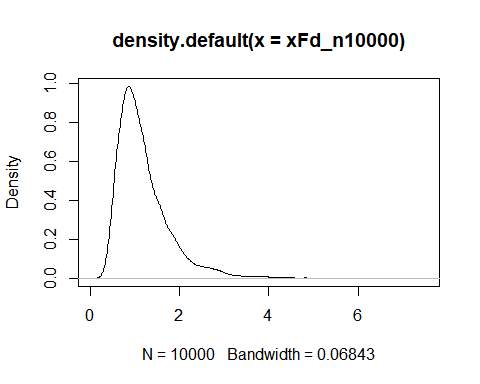 density.default(x = xFd_n10000)
Density
0.0 0.2 0.4 0.6 0.8 1.0
0 2 4 6
N = 10000 Bandwidth = 0.06843